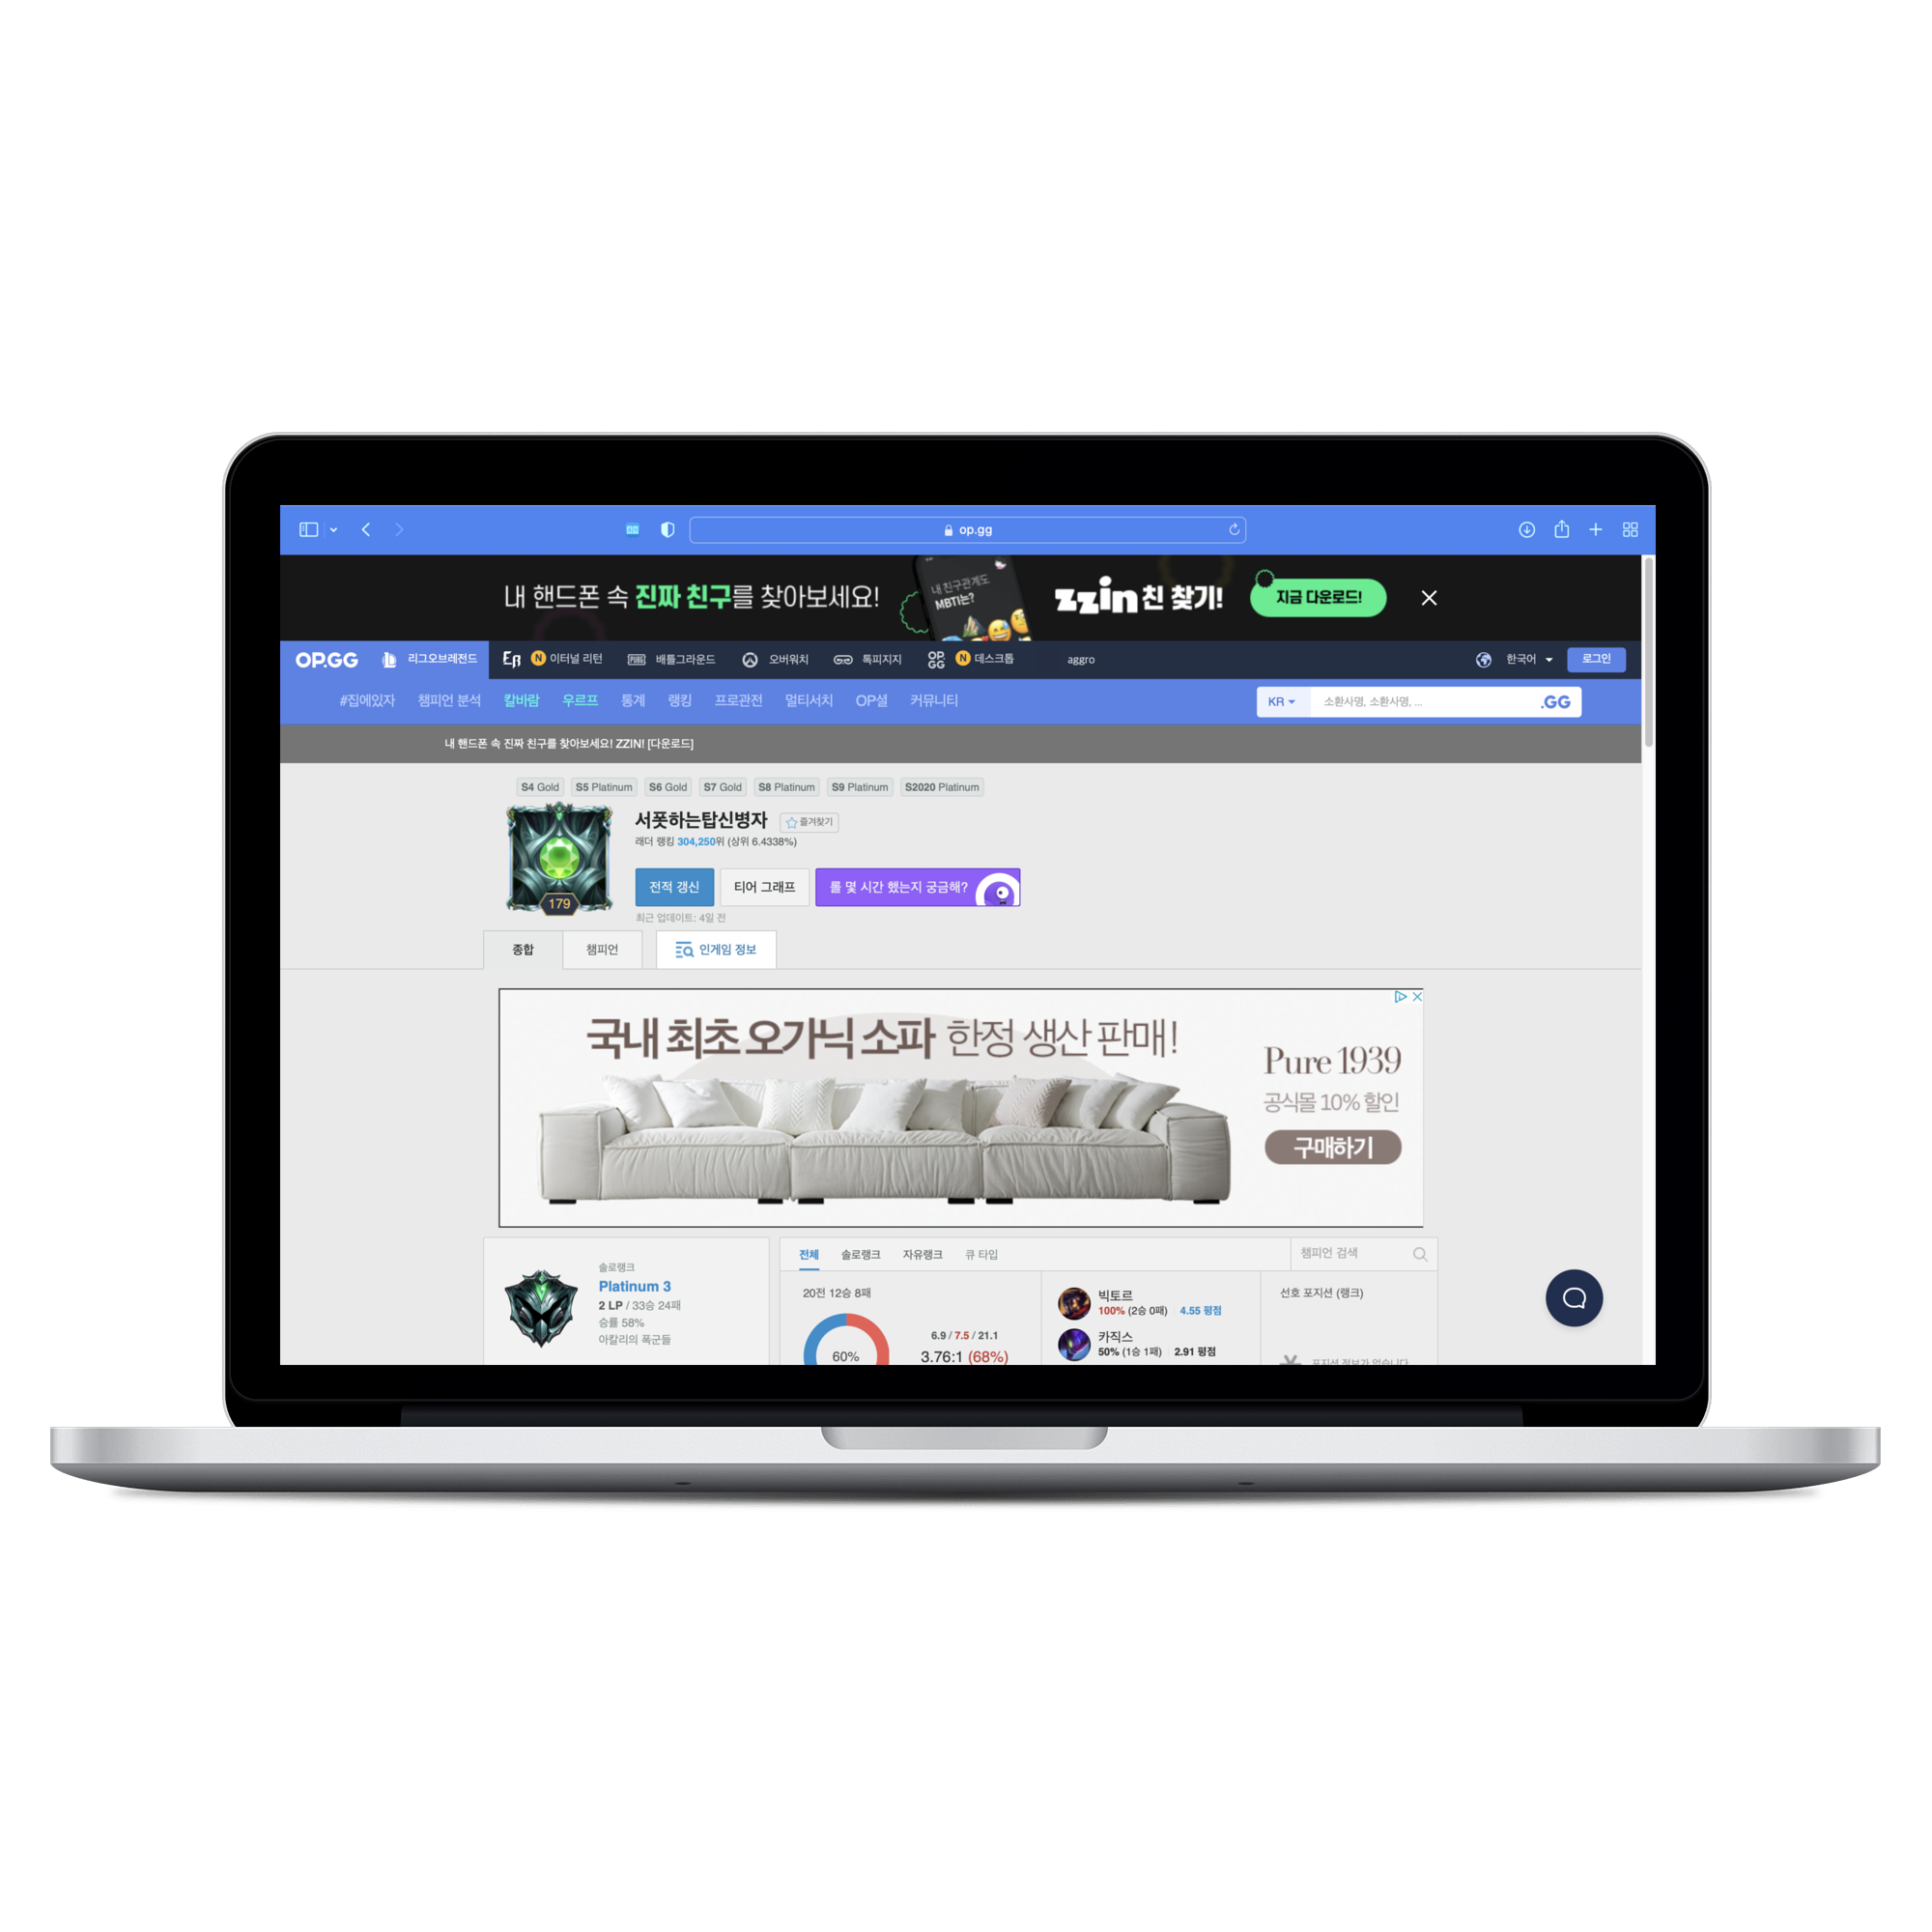 op.gg
내 핸드폰 속 진짜 친구를 찾아보세요!
내 친구관계도
MBTI는?
zzin친 찾기!
지금 다운로드!
OP.GG 리그오브레전드 ER N 이터널 리턴 PUBG 배틀그라운드 오버워치 톡피지지 OP.GG N 데스크톱 aggro 한국어 로그인
#집에있자 챔피언 분석 칼바람 우르프 통계 랭킹 프로관전 멀티서치 OP셜 커뮤니티 KR 소환사명, 소환사명, ... .GG
내 핸드폰 속 진짜 친구를 찾아보세요! ZZIN! [다운로드]
S4 Gold S5 Platinum S6 Gold S7 Gold S8 Platinum S9 Platinum S2020 Platinum
서폿하는탑신병자 즐겨찾기
래더 랭킹 304,250위 (상위 6.4338%)
전적 갱신 티어 그래프 롤 몇 시간 했는지 궁금해?
179
최근 업데이트: 4일 전
종합 챔피언 인게임 정보
국내 최초 오가닉 소파 한정 생산 판매!
Pure 1939
공식몰 10% 할인
구매하기
솔로랭크
Platinum 3
2 LP / 33승 24패
승률 58%
아칼리의 폭군들
전체 솔로랭크 자유랭크 큐 타입 챔피언 검색
20전 12승 8패
60%
6.9 / 7.5 / 21.1
3.76:1 (68%)
빅토르
100% (2승 0패) 4.55 평점
카직스
50% (1승 1패) 2.91 평점
선호 포지션 (랭크)
포지션 정보가 없습니다